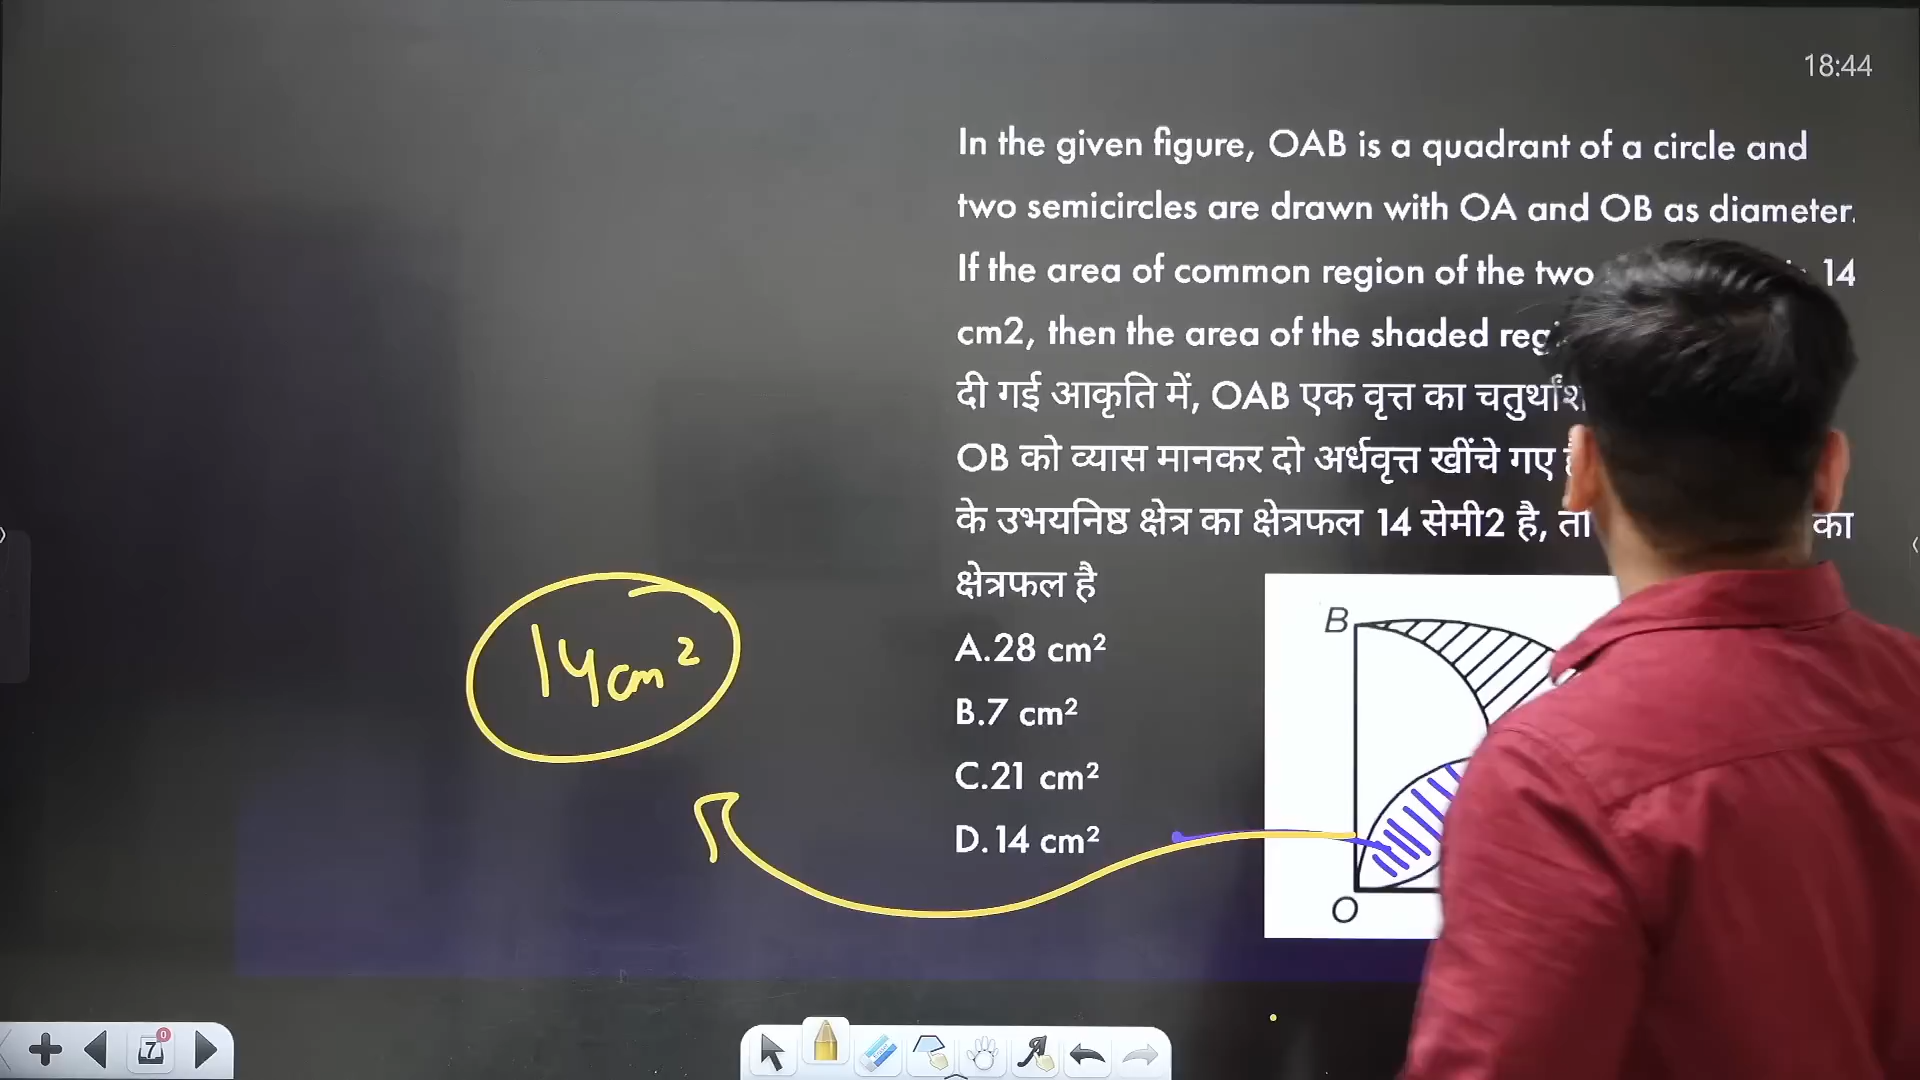 18:44
In the given figure, OAB is a quadrant of a circle and
two semicircles are drawn with OA and OB as diameter.
If the area of common region of the two 14
cm2, then the area of the shaded
दी गई आकृति में, OAB एक वृत्त का
OB को व्यास मानकर दो अर्धवृत्त खींचे गए
के उभयनिष्ठ क्षेत्र का क्षेत्रफल 14 सेमी2 है, का
क्षेत्रफल है
A.28 cm²
B.7 cm²
C.21 cm²
D.14 cm²
14cm²
B
O
7
0